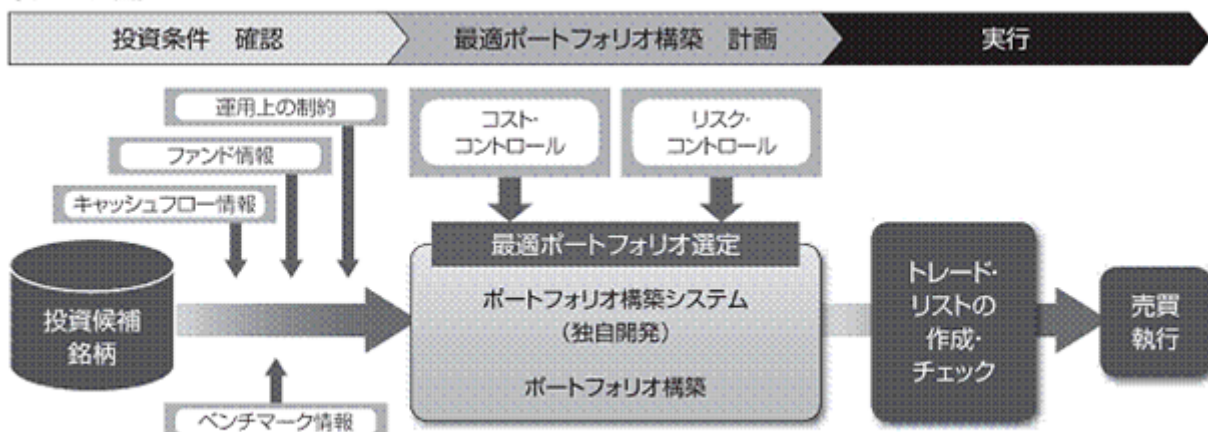 投資条件 確認
最適ポートフォリオ構築 計画
実行
運用上の制約
ファンド情報
キャッシュフロー情報
投資候補
銘柄
ベンチマーク情報
コスト・
コントロール
リスク・
コントロール
最適ポートフォリオ選定
ポートフォリオ構築システム
(独自開発)
ポートフォリオ構築
トレード・
リストの
作成・
チェック
売買
執行